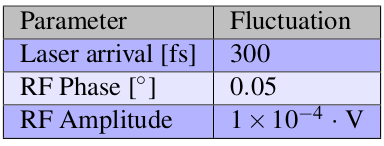 Parameter Fluctuation
Laser arrival [fs] 300
RF Phase [°] 0.05
RF Amplitude 1 × 10⁻⁴ · V